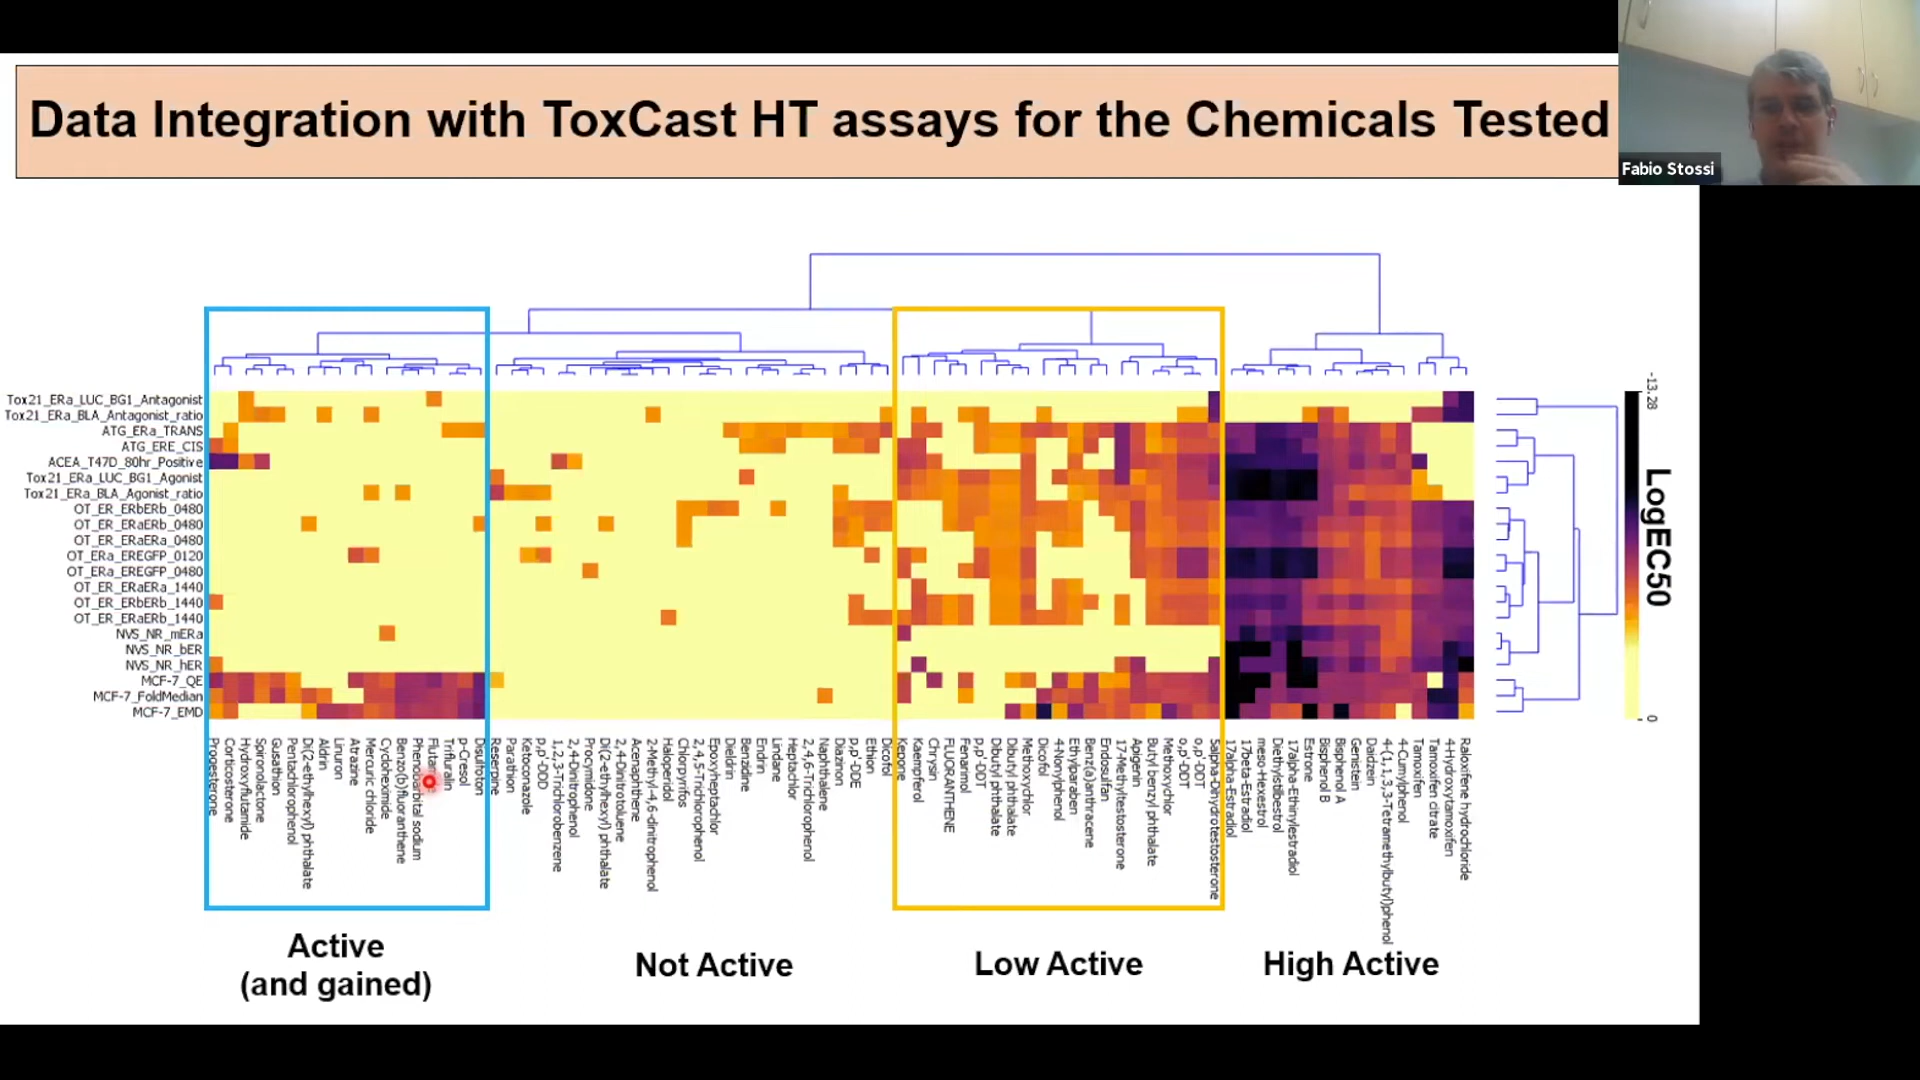 Data Integration with ToxCast HT assays for the Chemicals Tested
Fabio Stossi
Tox21_ERa_LUC_BG1_Antagonist
Tox21_ERa_BLA_Antagonist_ratio
ATG_ERa_TRANS
ATG_ERE_CIS
ACEA_T47D_80hr_Positive
Tox21_ERa_LUC_BG1_Agonist
Tox21_ERa_BLA_Agonist_ratio
OT_ER_ERbERb_0480
OT_ER_ERaERb_0480
OT_ER_ERaERa_0480
OT_ERa_EREGFP_0120
OT_ERa_EREGFP_0480
OT_ER_ERaERa_1440
OT_ER_ERbERb_1440
OT_ER_ERaERb_1440
NVS_NR_mERa
NVS_NR_bER
NVS_NR_hER
MCF-7_QE
MCF-7_FoldMedian
MCF-7_EMD
Progesterone
Corticosterone
Hydroxyflutamide
Spironolactone
Gusathion
Pentachlorophenol
Di(2-ethylhexyl) phthalate
Aldrin
Linuron
Atrazine
Mercuric chloride
Cycloheximide
Benzo(b)fluoranthene
Phenobarbital sodium
Trifluralin
p-Cresol
Disulfoton
Reserpine
Parathion
Ketoconazole
p,p'-DDD
1,2,3-Trichlorobenzene
2,4-Dinitrophenol
Procymidone
Di(2-ethylhexyl) phthalate
2,4-Dinitrotoluene
Acenaphthene
2-Methyl-4,6-dinitrophenol
Haloperidol
Chlorpyrifos
2,4,5-Trichlorophenol
Epoxyheptachlor
Dieldrin
Benzidine
Endrin
Lindane
Heptachlor
2,4,6-Trichlorophenol
Naphthalene
Diazinon
p,p'-DDE
Ethion
Dicofol
Kepone
Kaempferol
Chrysin
FLUORANTHENE
Fenarimol
p,p'-DDT
Dibutyl phthalate
Dibutyl phthalate
Methoxychlor
Dicofol
4-Nonylphenol
Ethylparaben
Benz(a)anthracene
Endosulfan
17-Methyltestosterone
Apigenin
Butyl benzyl phthalate
Methoxychlor
o,p'-DDT
o,p'-DDT
5alpha-Dihydrotestosterone
17alpha-Estradiol
17beta-Estradiol
meso-Hexestrol
Diethylstilbestrol
17alpha-Ethinylestradiol
Estrone
Bisphenol B
Bisphenol A
Genistein
Daidzein
4-(1,1,3,3-Tetramethylbutyl)phenol
4-Cumylphenol
Tamoxifen
Tamoxifen citrate
4-Hydroxytamoxifen
Raloxifene hydrochloride
-13.28
LogEC50
0
Active
(and gained)
Not Active
Low Active
High Active